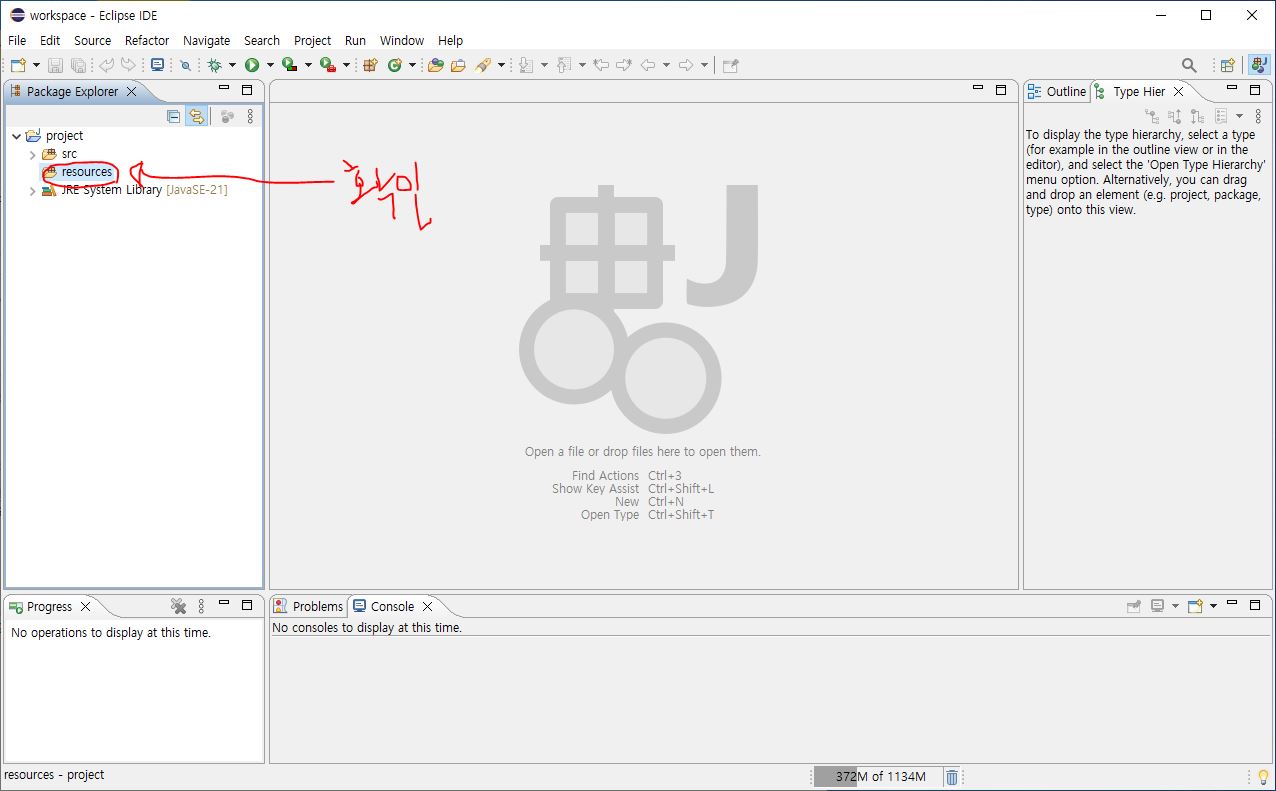 workspace - Eclipse IDE
File Edit Source Refactor Navigate Search Project Run Window Help
Package Explorer
Outline Type Hier
project
src
resources
JRE System Library [JavaSE-21]
확인
To display the type hierarchy, select a type
(for example in the outline view or in the
editor), and select the 'Open Type Hierarchy'
menu option. Alternatively, you can drag
and drop an element (e.g. project, package,
type) onto this view.
Open a file or drop files here to open them.
Find Actions Ctrl+3
Show Key Assist Ctrl+Shift+L
New Ctrl+N
Open Type Ctrl+Shift+T
Progress
No operations to display at this time.
Problems Console
No consoles to display at this time.
resources - project
372M of 1134M